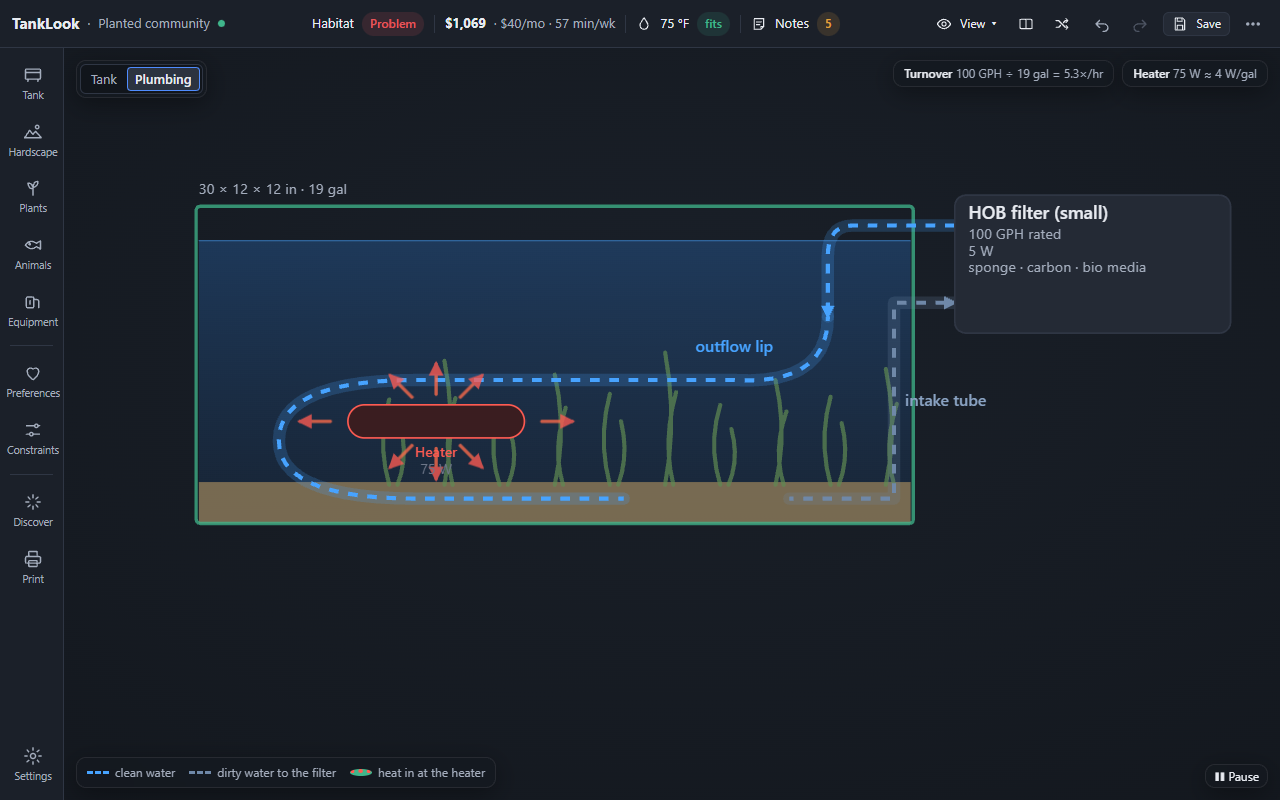 TankLook · Planted community
Habitat Problem $1,069 · $40/mo · 57 min/wk 75 °F fits Notes 5
View Save
Tank Plumbing
Turnover 100 GPH ÷ 19 gal = 5.3×/hr
Heater 75 W ≈ 4 W/gal
Tank
Hardscape
Plants
Animals
Equipment
Preferences
Constraints
Discover
Print
Settings
30 × 12 × 12 in · 19 gal
HOB filter (small)
100 GPH rated
5 W
sponge · carbon · bio media
outflow lip
intake tube
Heater
75 W
clean water
dirty water to the filter
heat in at the heater
Pause